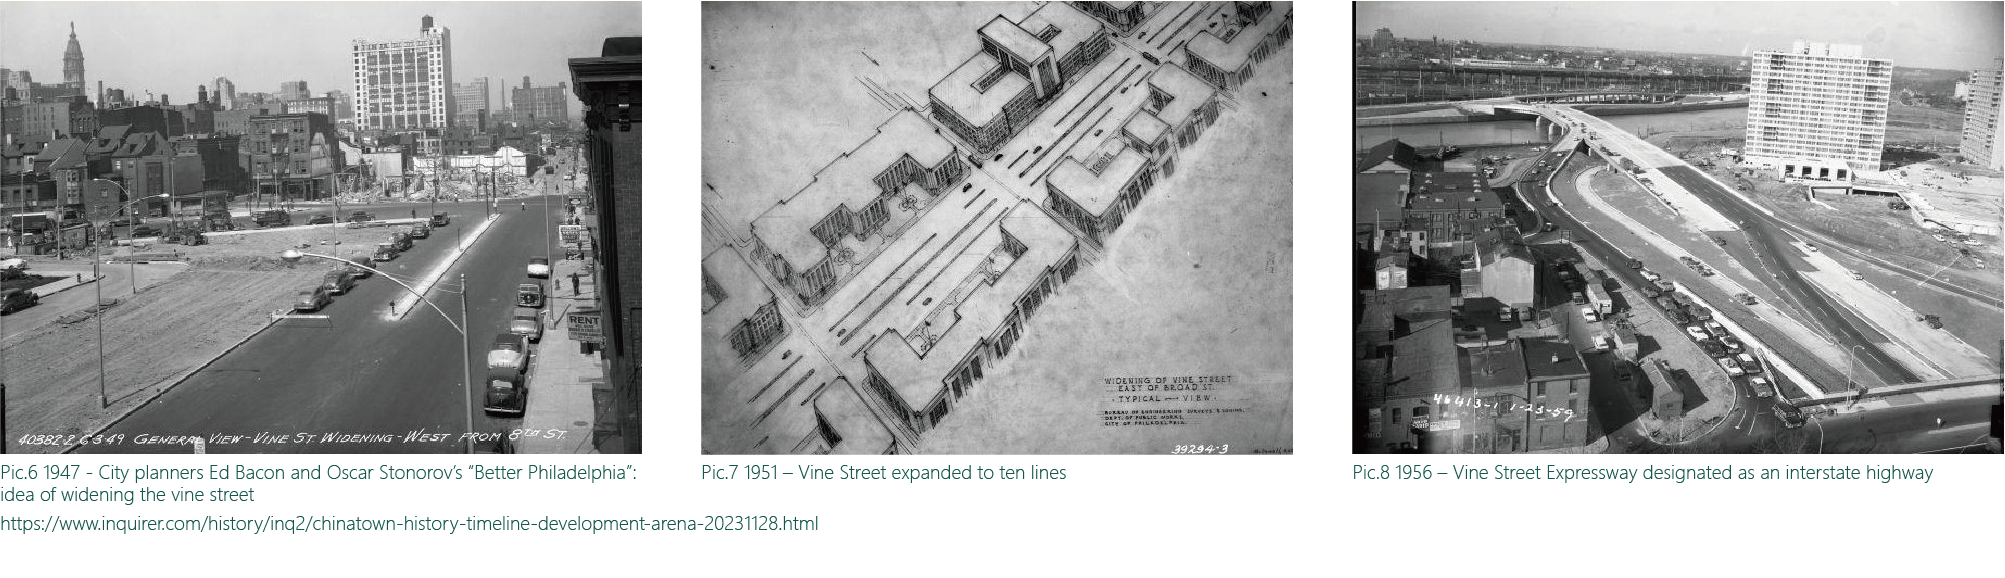 RENT
40382-2 6-3-49 GENERAL VIEW-VINE ST. WIDENING-WEST FROM 8TH ST.
WIDENING OF VINE STREET
EAST OF BROAD ST.
TYPICAL VIEW
BUREAU OF ENGINEERING SURVEYS & ZONING.
DEPT. OF PUBLIC WORKS.
CITY OF PHILADELPHIA.
39294-3
46413-1 1-23-59
Pic.6 1947 - City planners Ed Bacon and Oscar Stonorov’s “Better Philadelphia”:
idea of widening the vine street
Pic.7 1951 – Vine Street expanded to ten lines
Pic.8 1956 – Vine Street Expressway designated as an interstate highway
https://www.inquirer.com/history/inq2/chinatown-history-timeline-development-arena-20231128.html